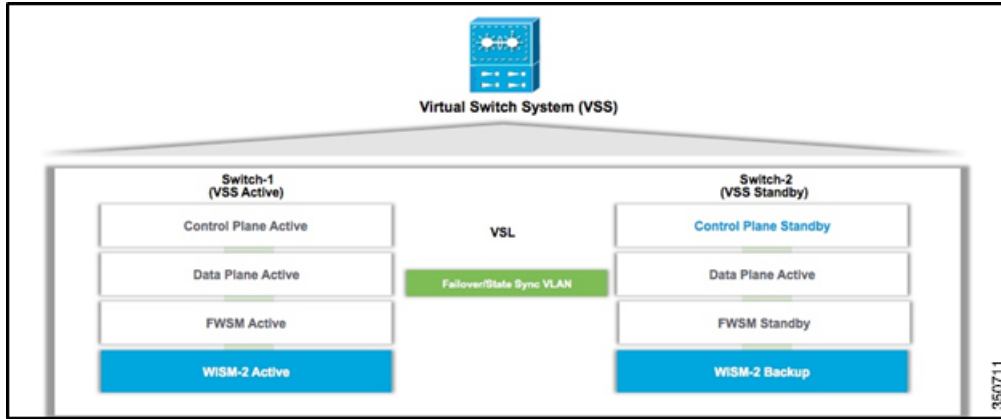 Virtual Switch System (VSS)
Switch-1
(VSS Active)
Switch-2
(VSS Standby)
Control Plane Active
VSL
Control Plane Standby
Data Plane Active
Failover/State Sync VLAN
Data Plane Active
FWSM Active
FWSM Standby
WISM-2 Active
WISM-2 Backup
350711